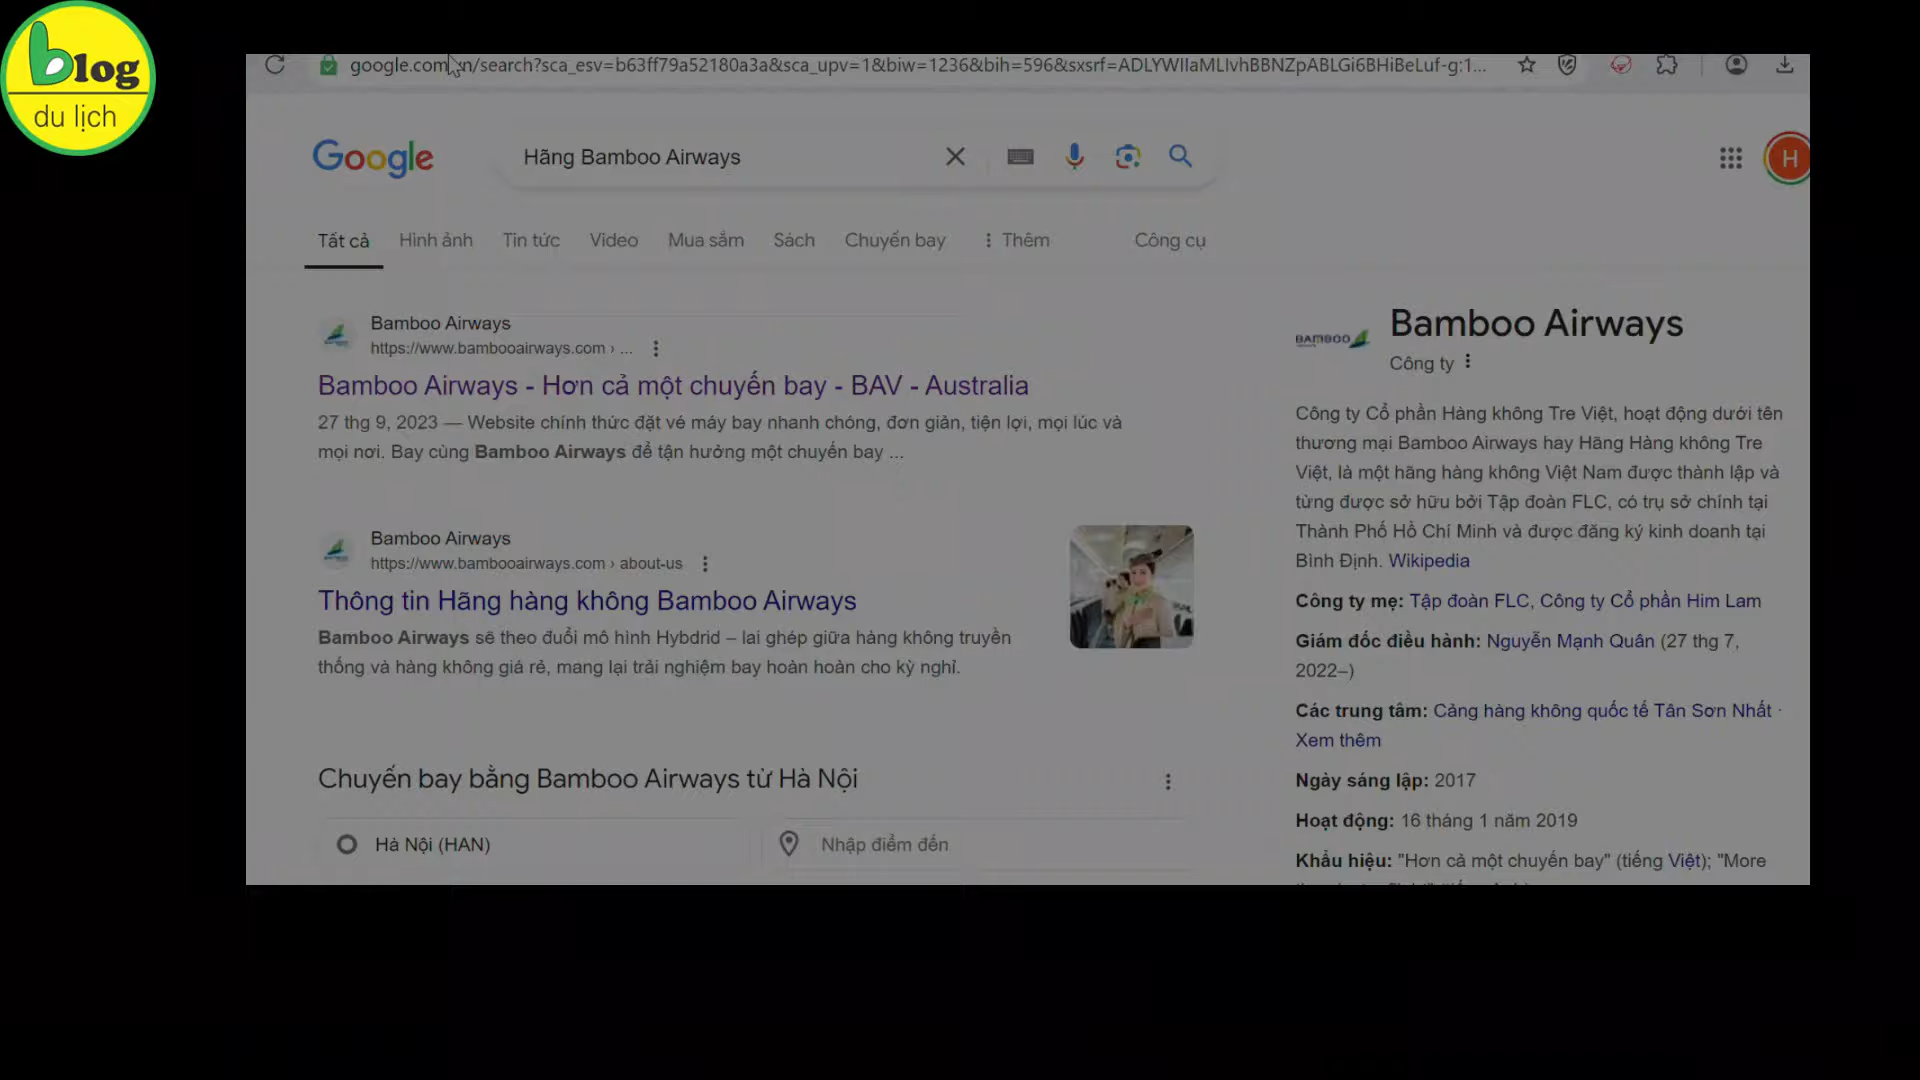 blog
du lịch
google.com.vn/search?sca_esv=b63ff79a52180a3a&sca_upv=1&biw=1236&bih=596&sxsrf=ADLYWIIaMLIvhBBNZpABLGi6BHiBeLuf-g:1...
Google
Hãng Bamboo Airways
H
Tất cả Hình ảnh Tin tức Video Mua sắm Sách Chuyến bay Thêm Công cụ
Bamboo Airways
https://www.bambooairways.com › ...
Bamboo Airways - Hơn cả một chuyến bay - BAV - Australia
27 thg 9, 2023 — Website chính thức đặt vé máy bay nhanh chóng, đơn giản, tiện lợi, mọi lúc và
mọi nơi. Bay cùng Bamboo Airways để tận hưởng một chuyến bay ...
Bamboo Airways
https://www.bambooairways.com › about-us
Thông tin Hãng hàng không Bamboo Airways
Bamboo Airways sẽ theo đuổi mô hình Hybdrid – lai ghép giữa hàng không truyền
thống và hàng không giá rẻ, mang lại trải nghiệm bay hoàn hoàn cho kỳ nghỉ.
Chuyến bay bằng Bamboo Airways từ Hà Nội
Hà Nội (HAN)
Nhập điểm đến
BAMBOO
Bamboo Airways
Công ty
Công ty Cổ phần Hàng không Tre Việt, hoạt động dưới tên
thương mại Bamboo Airways hay Hãng Hàng không Tre
Việt, là một hãng hàng không Việt Nam được thành lập và
từng được sở hữu bởi Tập đoàn FLC, có trụ sở chính tại
Thành Phố Hồ Chí Minh và được đăng ký kinh doanh tại
Bình Định. Wikipedia
Công ty mẹ: Tập đoàn FLC, Công ty Cổ phần Him Lam
Giám đốc điều hành: Nguyễn Mạnh Quân (27 thg 7,
2022–)
Các trung tâm: Cảng hàng không quốc tế Tân Sơn Nhất ·
Xem thêm
Ngày sáng lập: 2017
Hoạt động: 16 tháng 1 năm 2019
Khẩu hiệu: "Hơn cả một chuyến bay" (tiếng Việt); "More